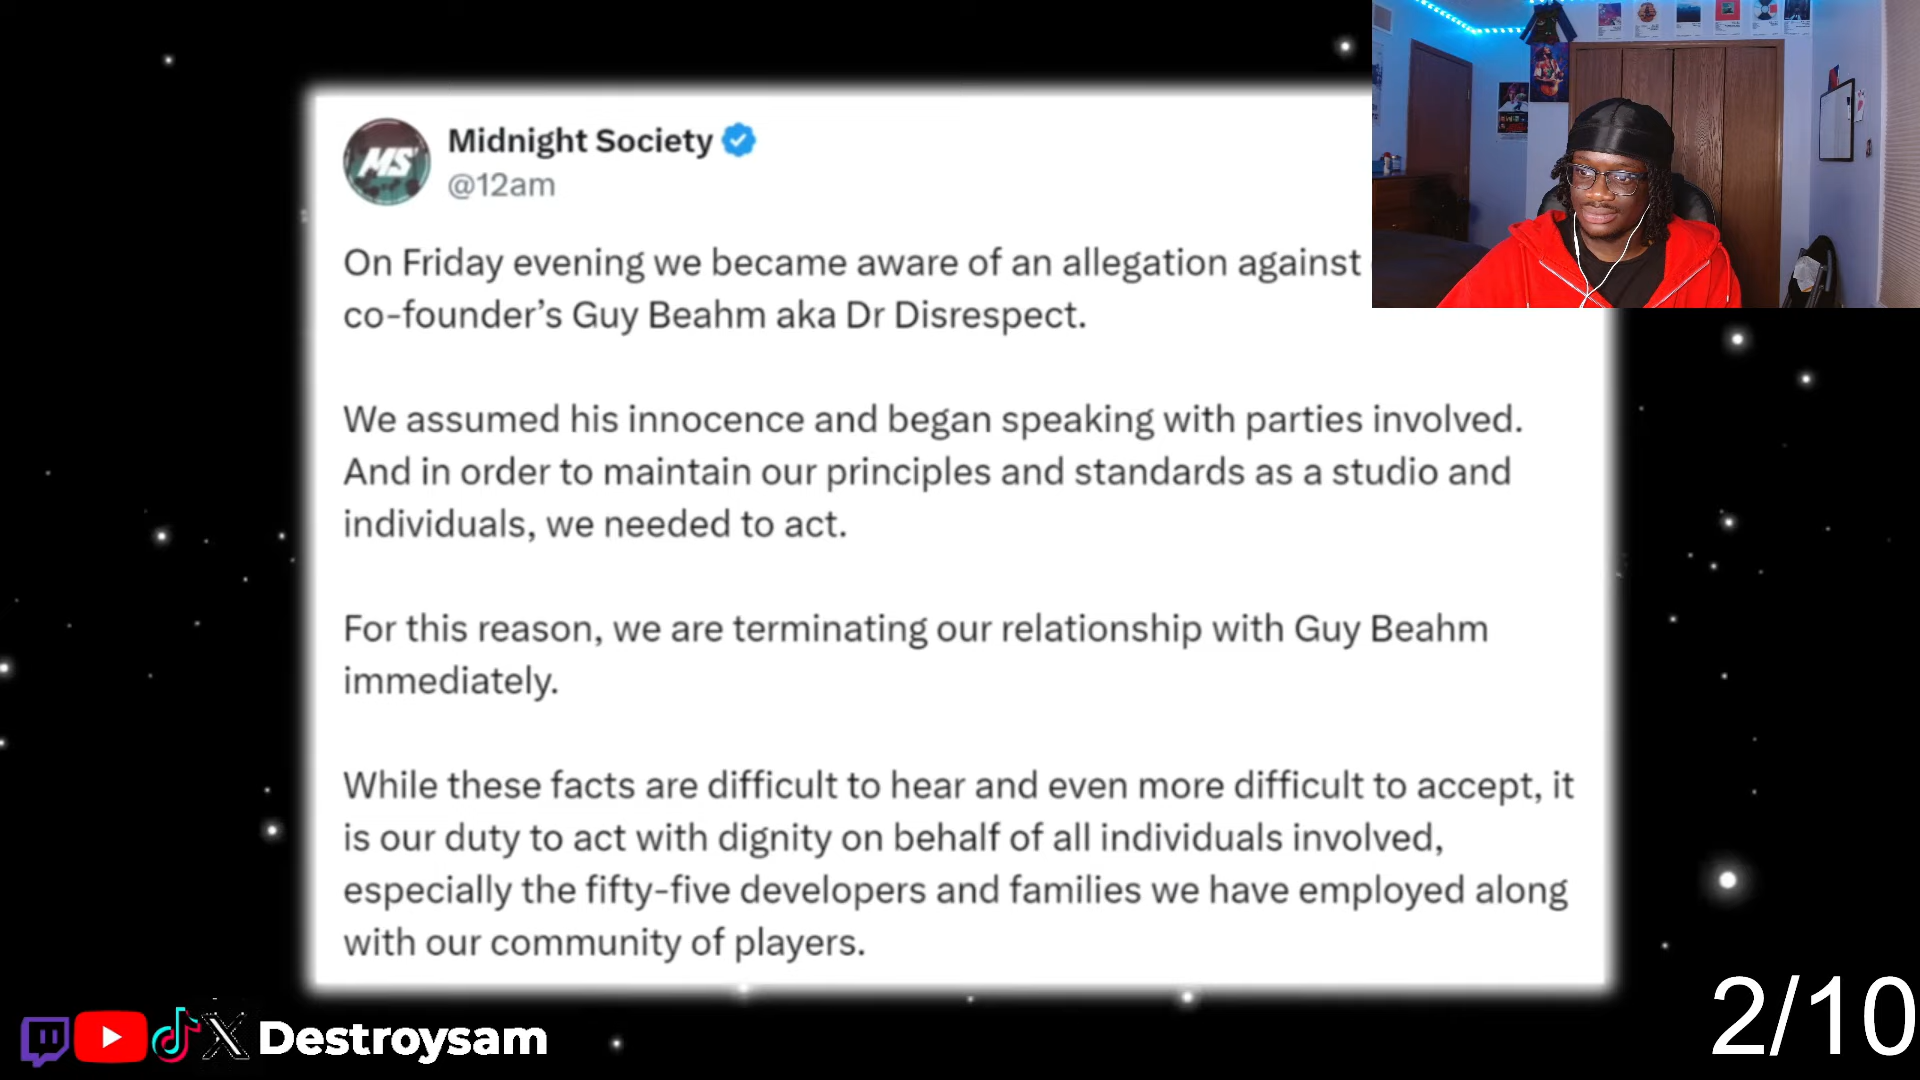 MS
Midnight Society
@12am
On Friday evening we became aware of an allegation against
co-founder’s Guy Beahm aka Dr Disrespect.
We assumed his innocence and began speaking with parties involved.
And in order to maintain our principles and standards as a studio and
individuals, we needed to act.
For this reason, we are terminating our relationship with Guy Beahm
immediately.
While these facts are difficult to hear and even more difficult to accept, it
is our duty to act with dignity on behalf of all individuals involved,
especially the fifty-five developers and families we have employed along
with our community of players.
Destroysam
2/10